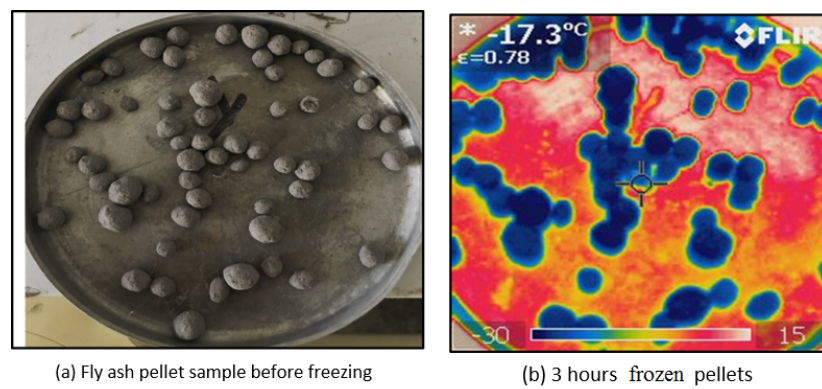 * -17.3°C
FLIR
ε=0.78
-30
15
(a) Fly ash pellet sample before freezing
(b) 3 hours frozen pellets